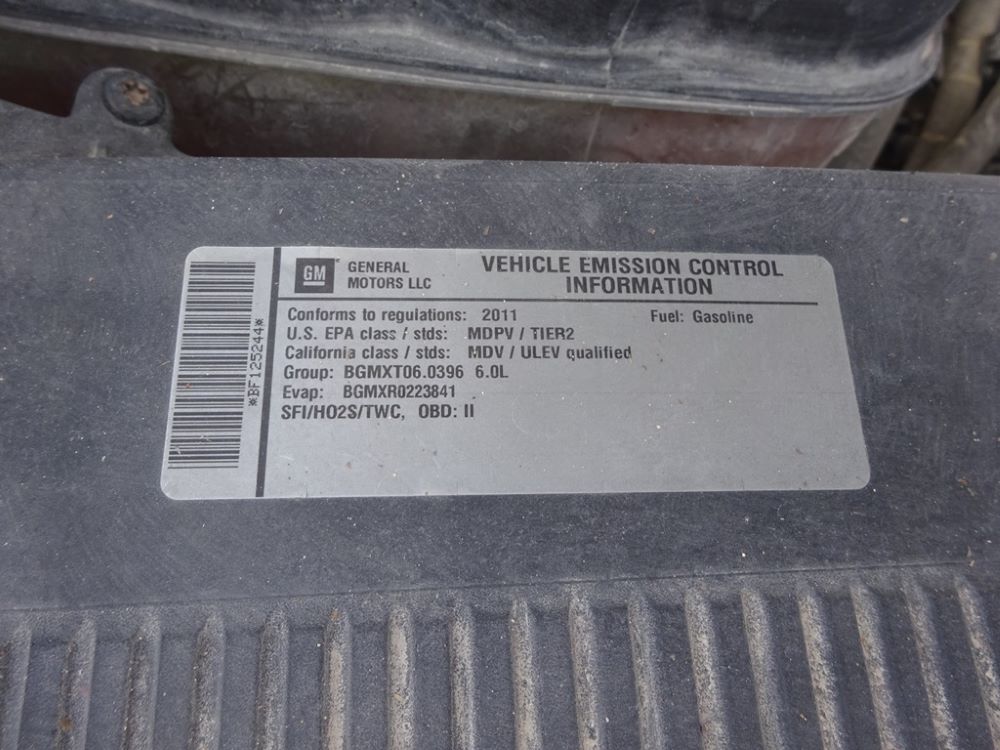 GM
GENERAL
MOTORS LLC
VEHICLE EMISSION CONTROL
INFORMATION
Conforms to regulations: 2011 Fuel: Gasoline
U.S. EPA class / stds: MDPV / TIER2
California class / stds: MDV / ULEV qualified
Group: BGMXT06.0396 6.0L
Evap: BGMXR0223841
SFI/HO2S/TWC, OBD: II
*BF125244*